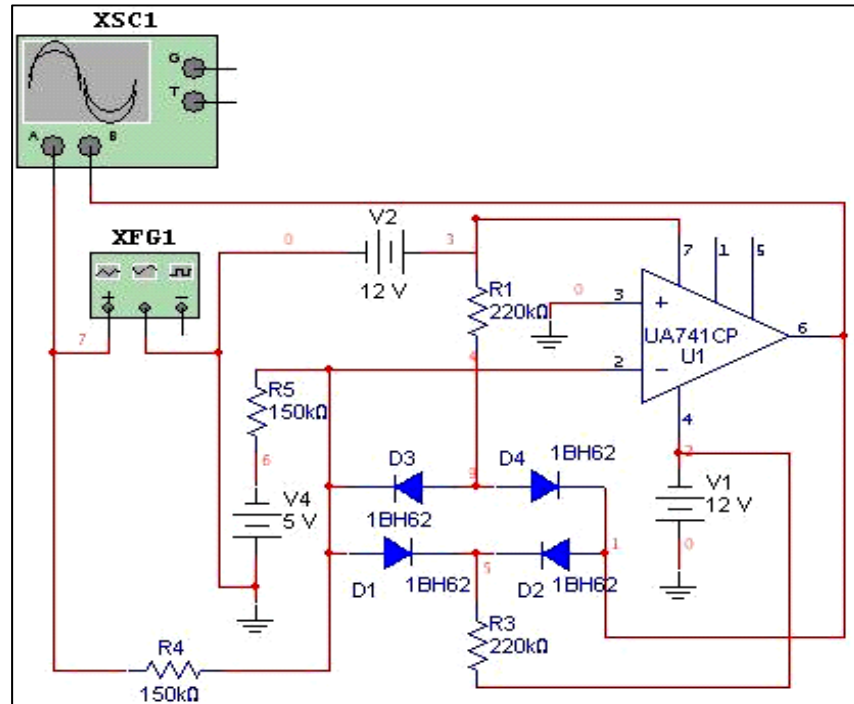 XSC1
G
T
A
B
V2
0
3
12 V
XFG1
7
R1
220kΩ
7
1
5
0
3
+
UA741CP
U1
6
2
−
4
4
R5
150kΩ
6
V4
5 V
D3
1BH62
9
D4
1BH62
2
V1
12 V
0
D1
1BH62
5
D2
1BH62
1
R3
220kΩ
R4
150kΩ